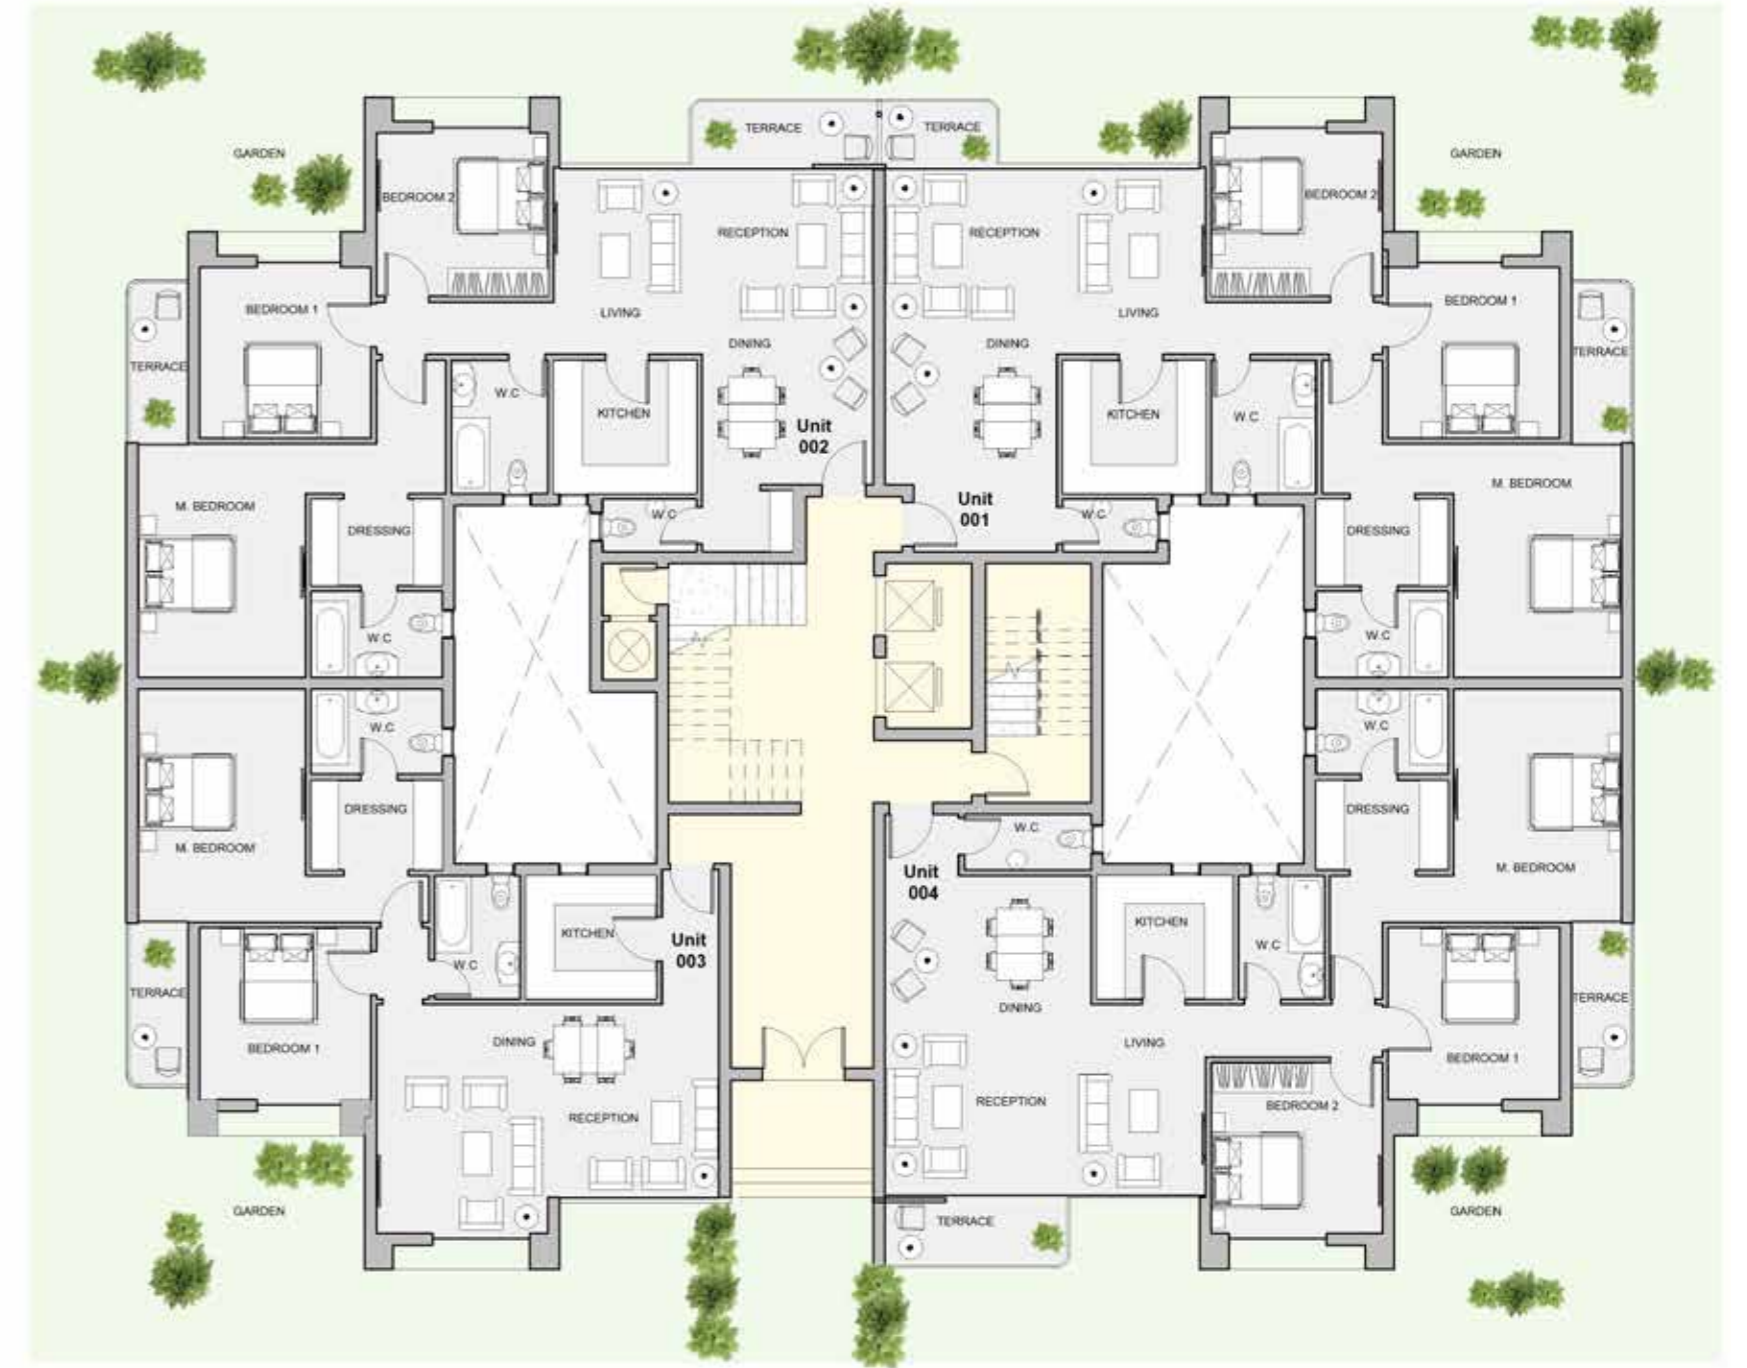 TERRACE
TERRACE
GARDEN
GARDEN
BEDROOM 2
BEDROOM 2
RECEPTION
RECEPTION
BEDROOM 1
LIVING
LIVING
BEDROOM 1
DINING
DINING
TERRACE
TERRACE
W.C
KITCHEN
KITCHEN
W.C
Unit
002
M. BEDROOM
M. BEDROOM
Unit
001
DRESSING
W.C
W.C
DRESSING
W.C
W.C
W.C
W.C
DRESSING
DRESSING
M. BEDROOM
W.C
M. BEDROOM
Unit
004
KITCHEN
Unit
003
KITCHEN
W.C
W.C
TERRACE
TERRACE
DINING
BEDROOM 1
DINING
LIVING
BEDROOM 1
RECEPTION
RECEPTION
BEDROOM 2
GARDEN
TERRACE
GARDEN